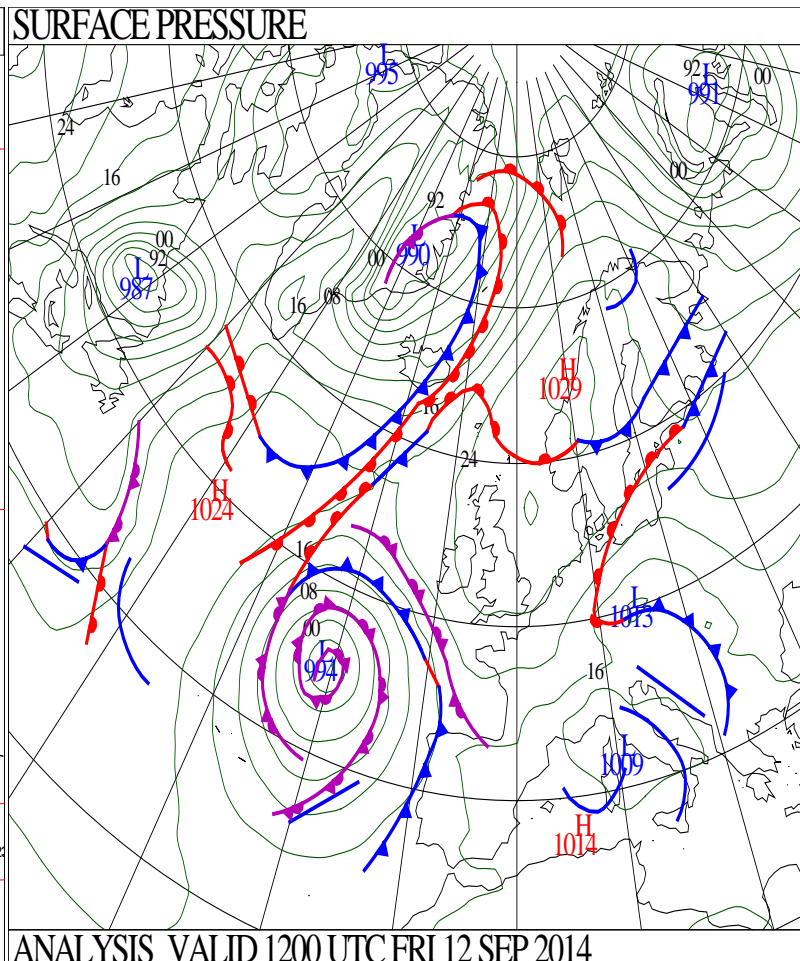 SURFACE PRESSURE
L
995
92
L
00
991
24
16
00
92
92
00
L
990
00
L
987
16
08
H
1029
16
24
H
1024
16
08
00
L
994
L
1013
16
L
1009
H
1014
ANALYSIS VALID 1200 UTC FRI 12 SEP 2014